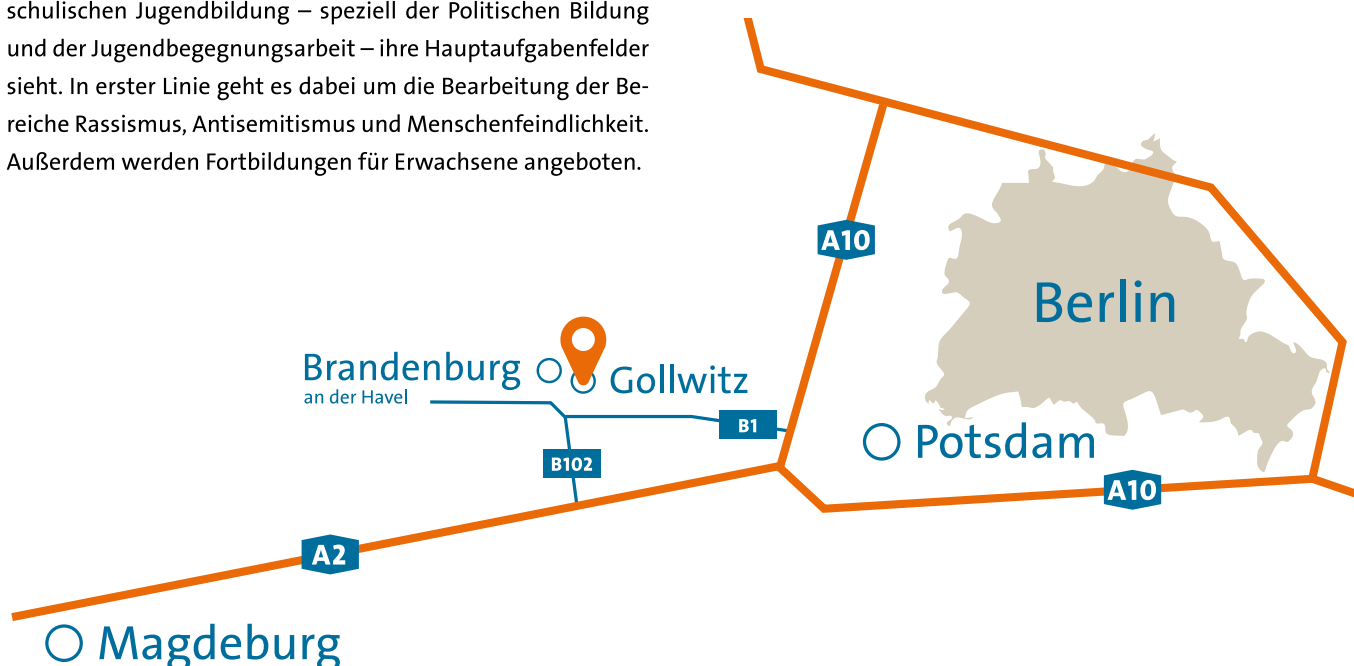 schulischen Jugendbildung – speziell der Politischen Bildung
und der Jugendbegegnungsarbeit – ihre Hauptaufgabenfelder
sieht. In erster Linie geht es dabei um die Bearbeitung der Be-
reiche Rassismus, Antisemitismus und Menschenfeindlichkeit.
Außerdem werden Fortbildungen für Erwachsene angeboten.
A10
Berlin
Brandenburg
an der Havel
Gollwitz
B1
Potsdam
B102
A10
A2
Magdeburg